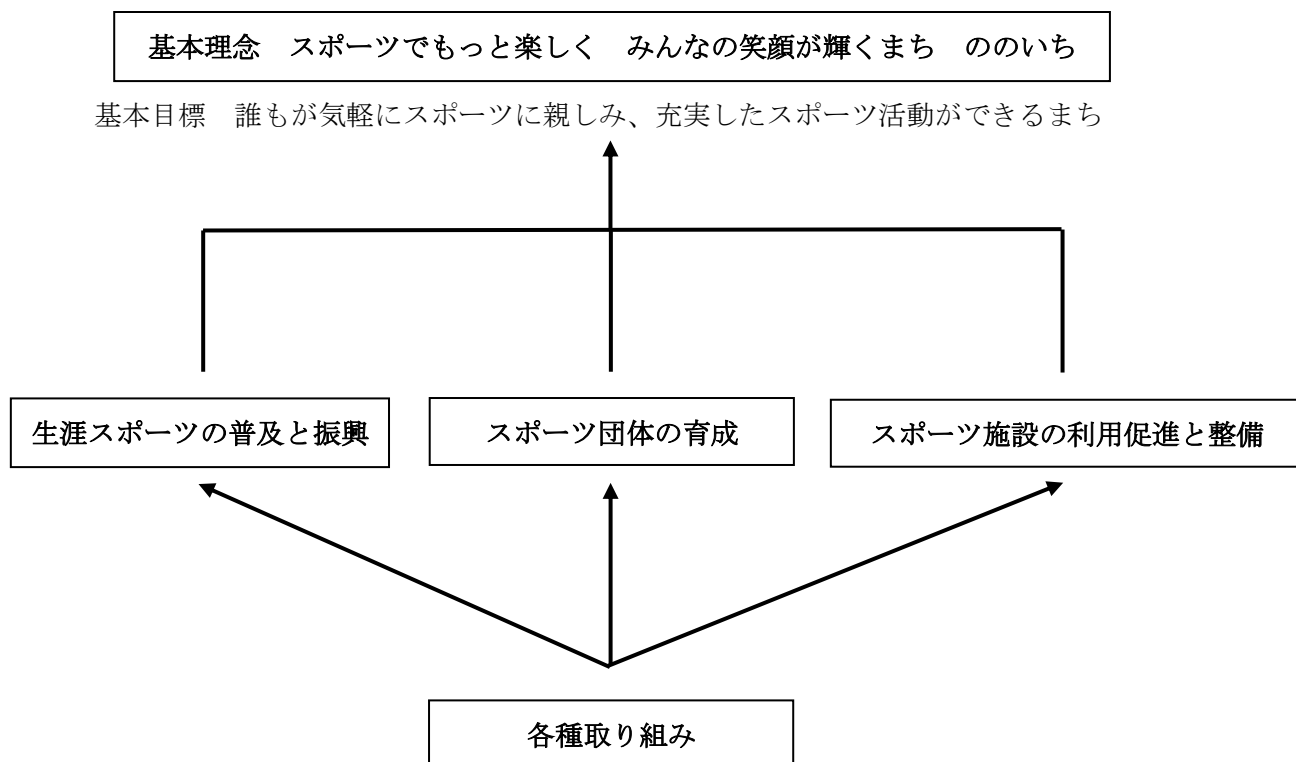 基本理念　スポーツでもっと楽しく　みんなの笑顔が輝くまち　ののいち
基本目標　誰もが気軽にスポーツに親しみ、充実したスポーツ活動ができるまち
生涯スポーツの普及と振興
スポーツ団体の育成
スポーツ施設の利用促進と整備
各種取り組み